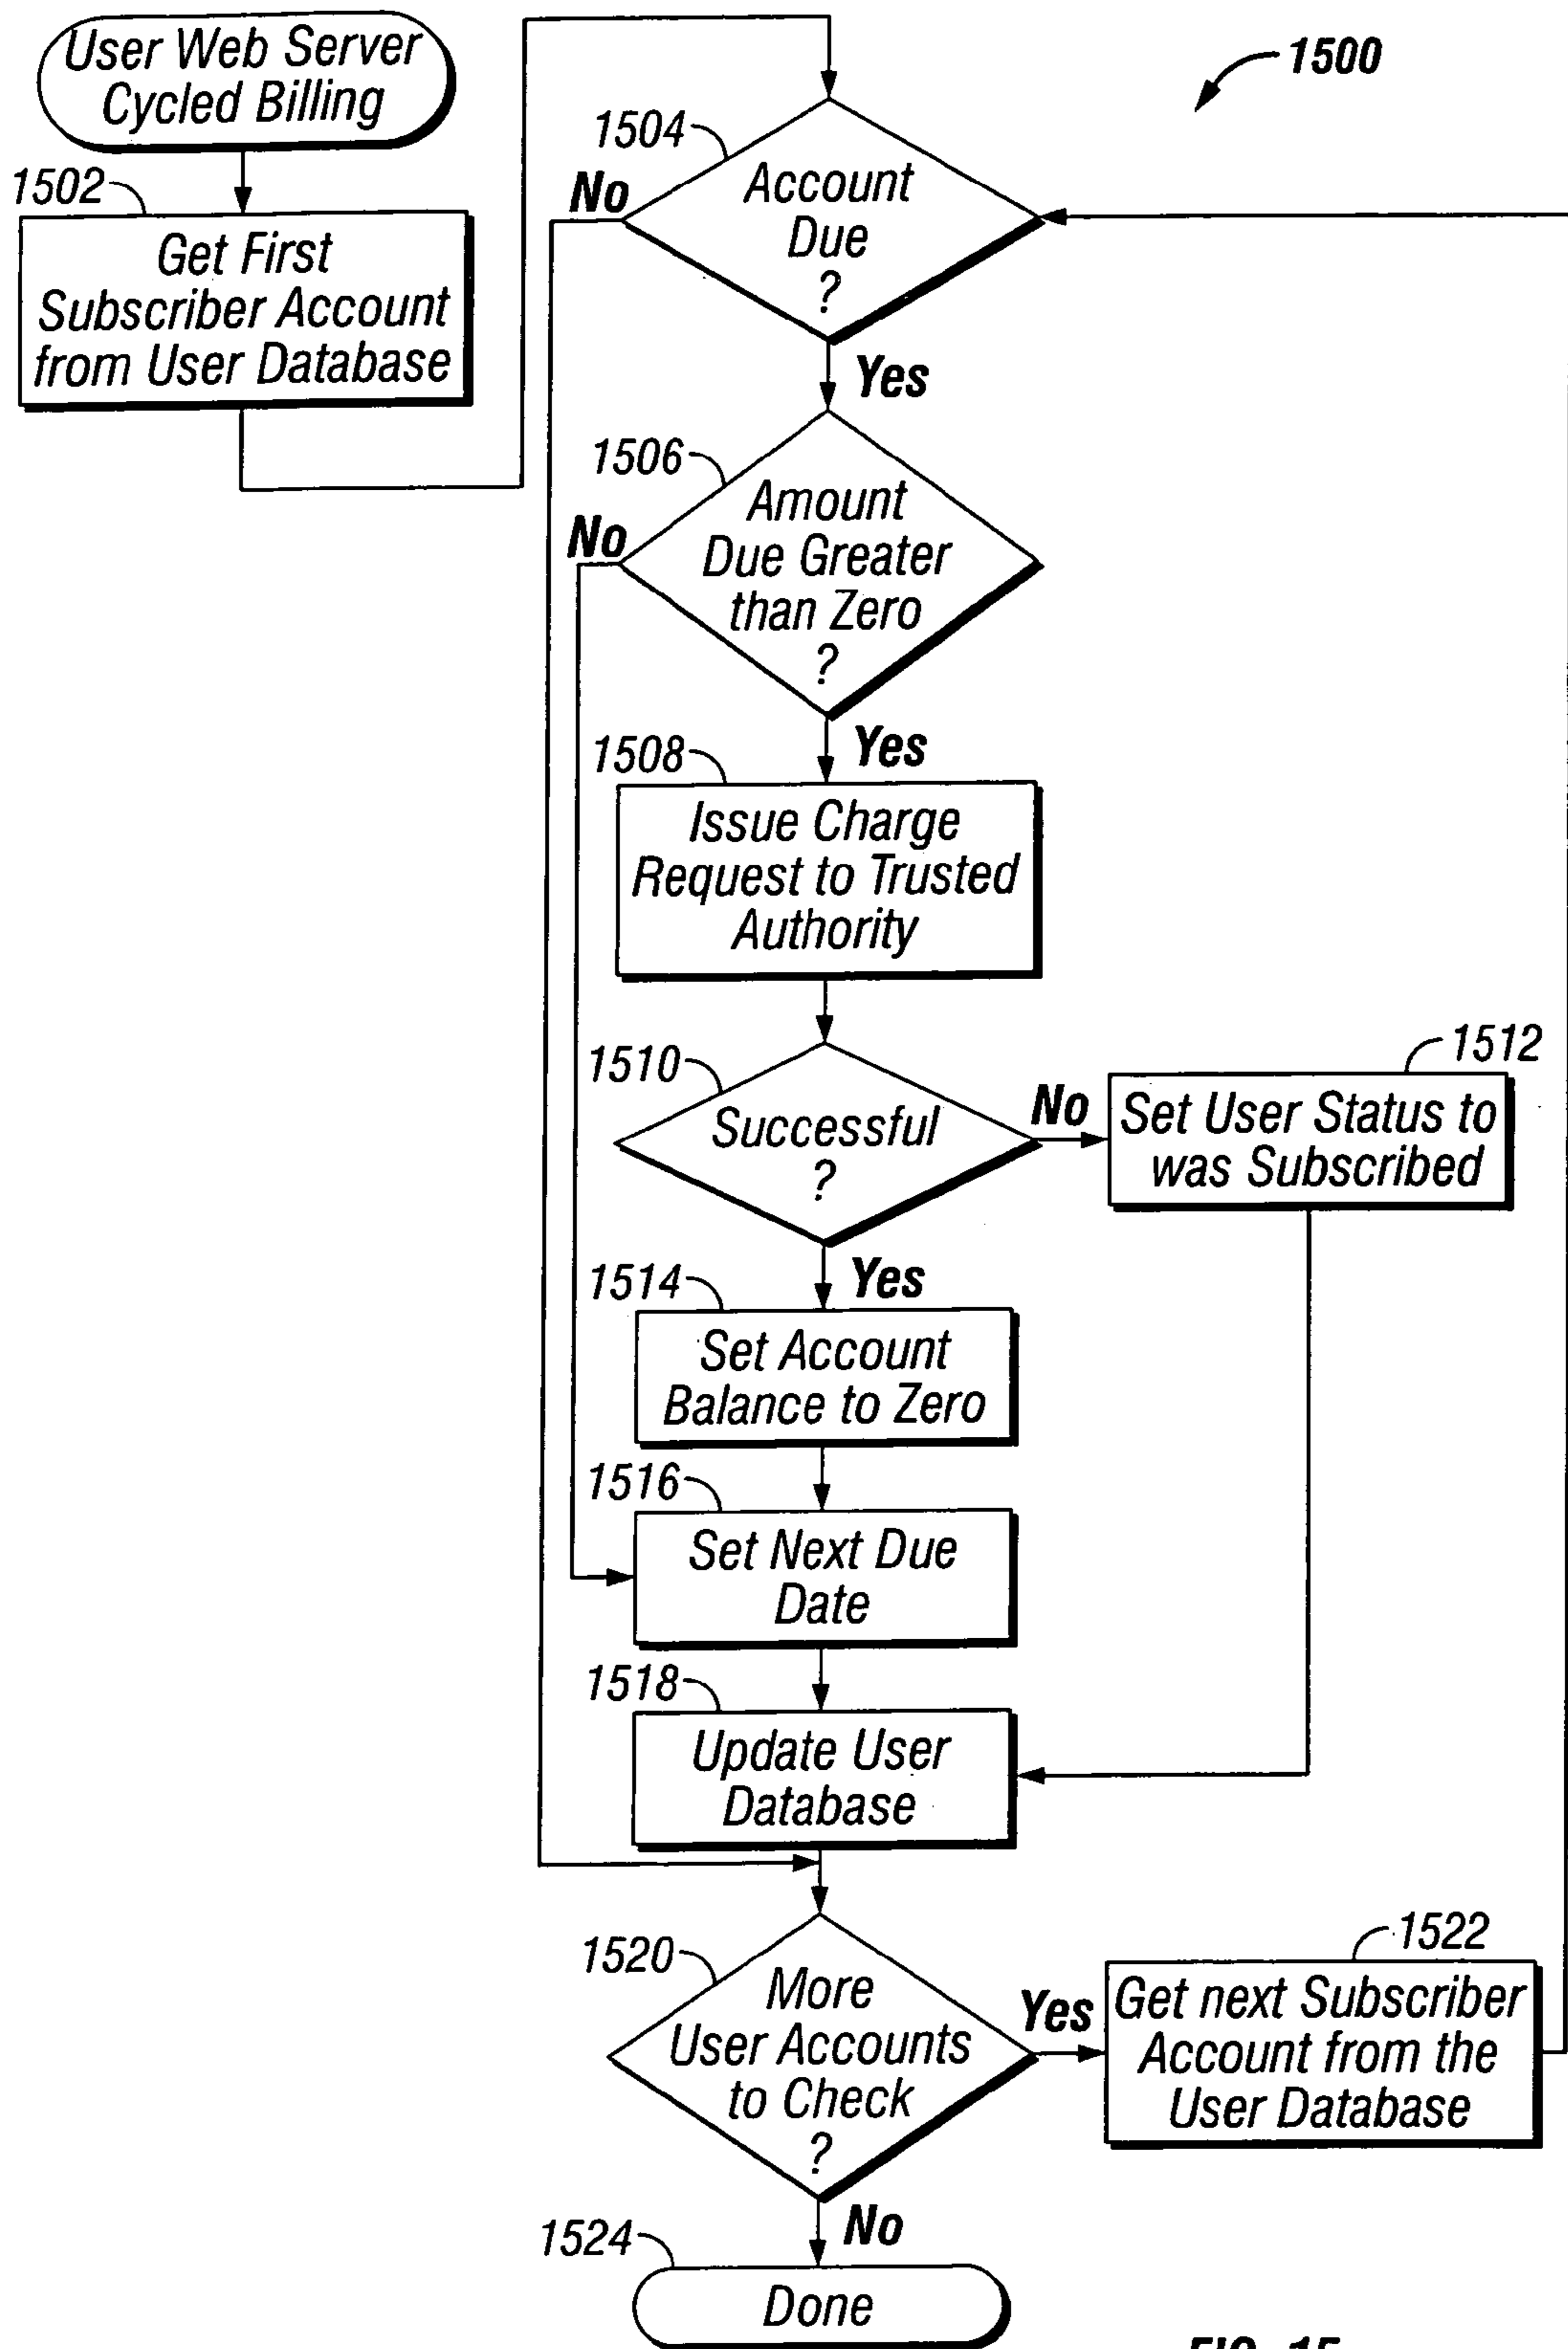 User Web Server
Cycled Billing
1500
1502
Get First
Subscriber Account
from User Database
1504
No
Account
Due
?
Yes
1506
No
Amount
Due Greater
than Zero
?
Yes
1508
Issue Charge
Request to Trusted
Authority
1510
Successful
?
No
1512
Set User Status to
was Subscribed
Yes
1514
Set Account
Balance to Zero
1516
Set Next Due
Date
1518
Update User
Database
1520
More
User Accounts
to Check
?
Yes
1522
Get next Subscriber
Account from the
User Database
No
1524
Done
FIG. 15